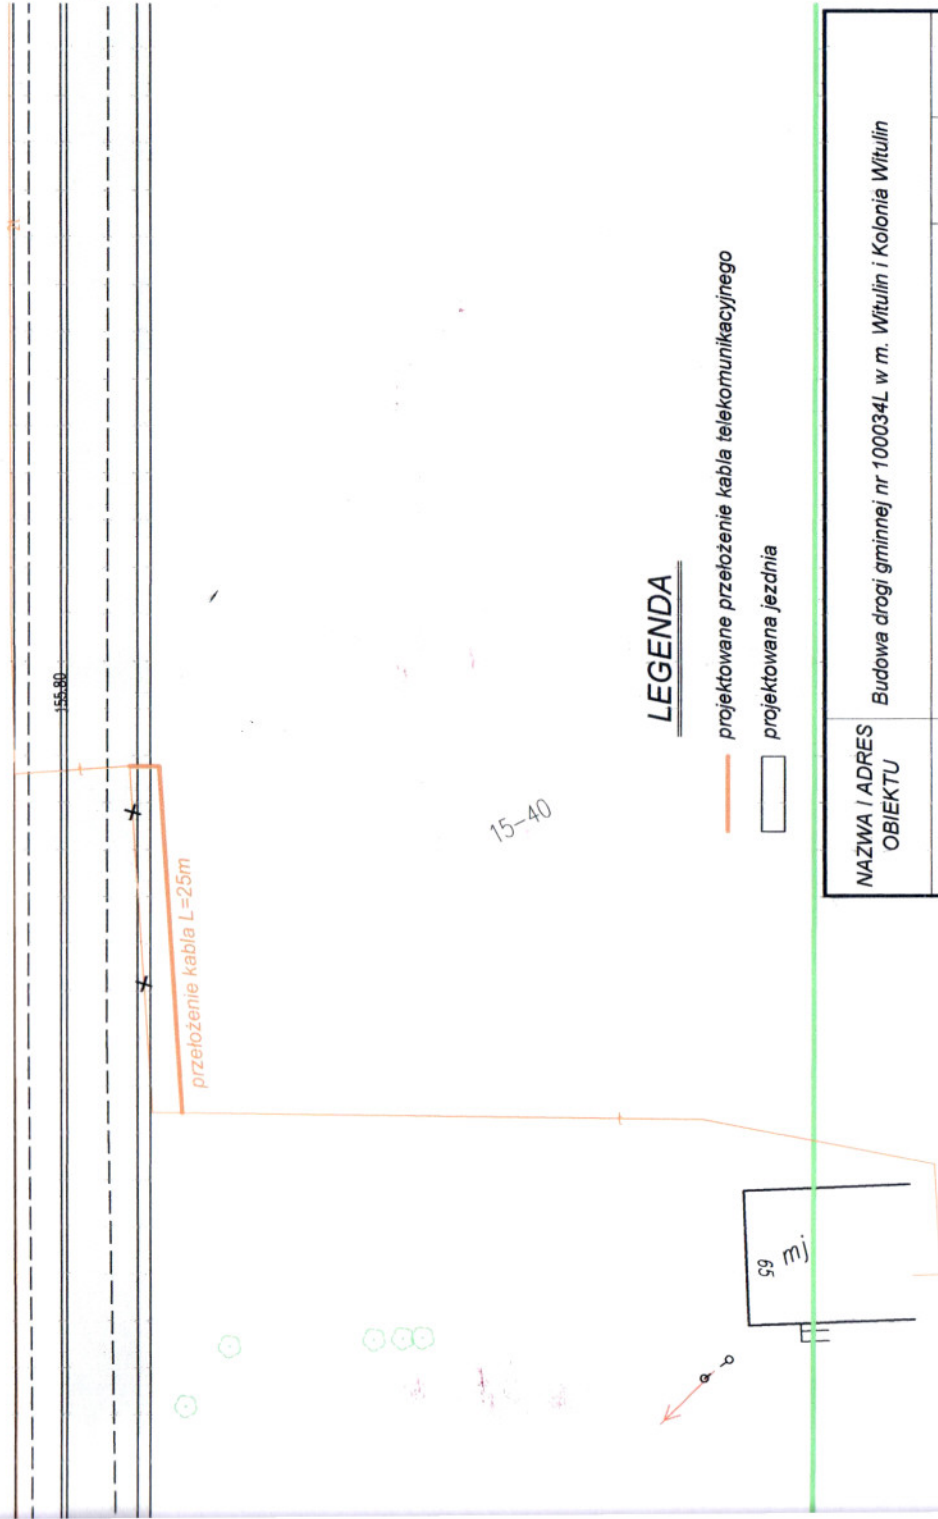 155.80
przełożenie kabla L=25m
15-40
LEGENDA
projektowane przełożenie kabla telekomunikacyjnego
projektowana jezdnia
65
mj
NAZWA I ADRES
OBIEKTU
Budowa drogi gminnej nr 100034L w m. Witulin i Kolonia Witulin